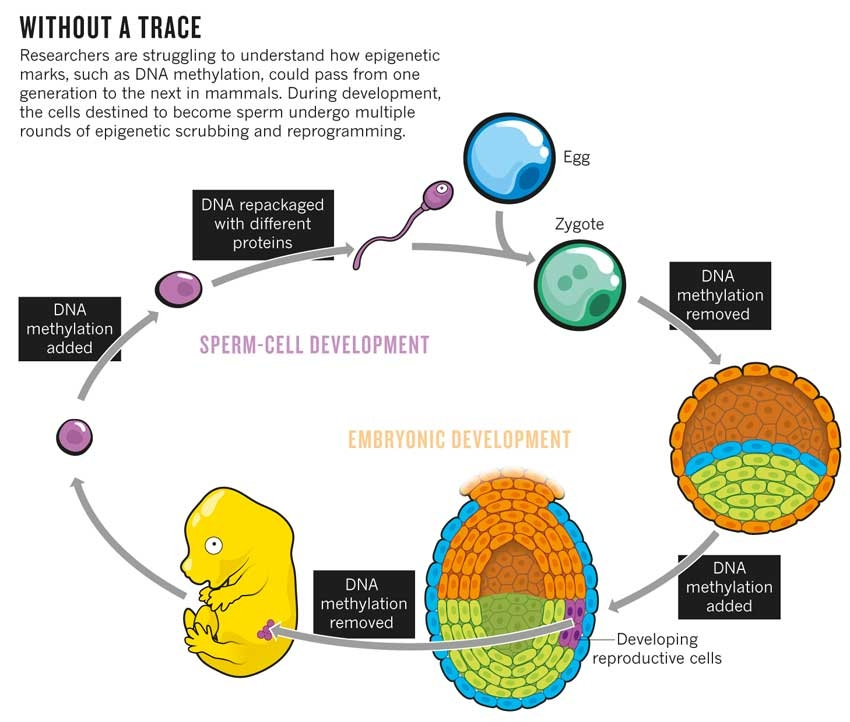 WITHOUT A TRACE
Researchers are struggling to understand how epigenetic
marks, such as DNA methylation, could pass from one
generation to the next in mammals. During development,
the cells destined to become sperm undergo multiple
rounds of epigenetic scrubbing and reprogramming.
Egg
DNA repackaged
with different
proteins
Zygote
DNA
methylation
removed
DNA
methylation
added
SPERM-CELL DEVELOPMENT
EMBRYONIC DEVELOPMENT
DNA
methylation
added
DNA
methylation
removed
Developing
reproductive cells